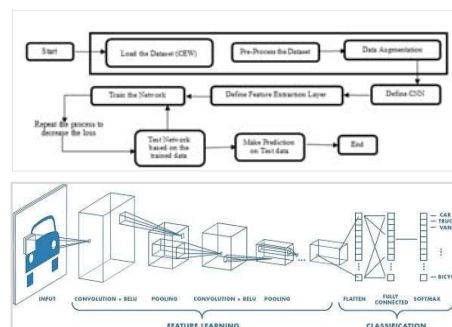 Start
Load the Dataset (CEW)
Pre-Process the Dataset
Data Augmentation
Train the Network
Define Feature Extraction Layer
Define CNN
Repeat the process to
decrease the loss
Test Network
based on the
trained data
Make Prediction
on Test data
End
CAR
TRUCK
VAN
BICYC
INPUT
CONVOLUTION + RELU
POOLING
CONVOLUTION + RELU
POOLING
FLATTEN
FULLY
CONNECTED
SOFTMAX
FEATURE LEARNING
CLASSIFICATION